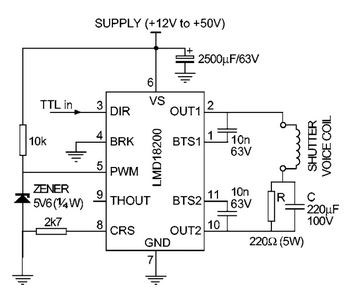 SUPPLY (+12V to +50V)
+
2500µF/63V
6
VS
TTL in
3
DIR
OUT1
2
4
BRK
BTS1
1
10n
63V
10k
5
PWM
LMD18200
SHUTTER
VOICE COIL
ZENER
5V6 (¼W)
9
THOUT
BTS2
11
10n
63V
R
C
220µF
100V
2k7
8
CRS
OUT2
10
GND
220Ω (5W)
7